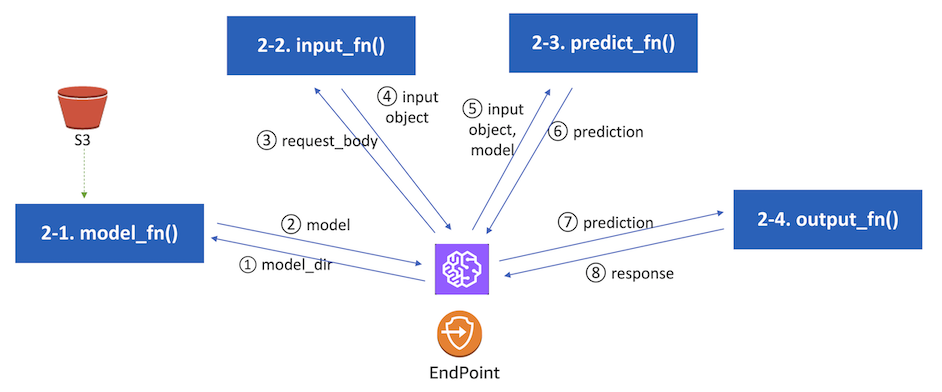 2-2. input_fn()
2-3. predict_fn()
④ input
object
⑤ input
object,
model
③ request_body
⑥ prediction
S3
2-1. model_fn()
② model
① model_dir
⑦ prediction
2-4. output_fn()
⑧ response
EndPoint